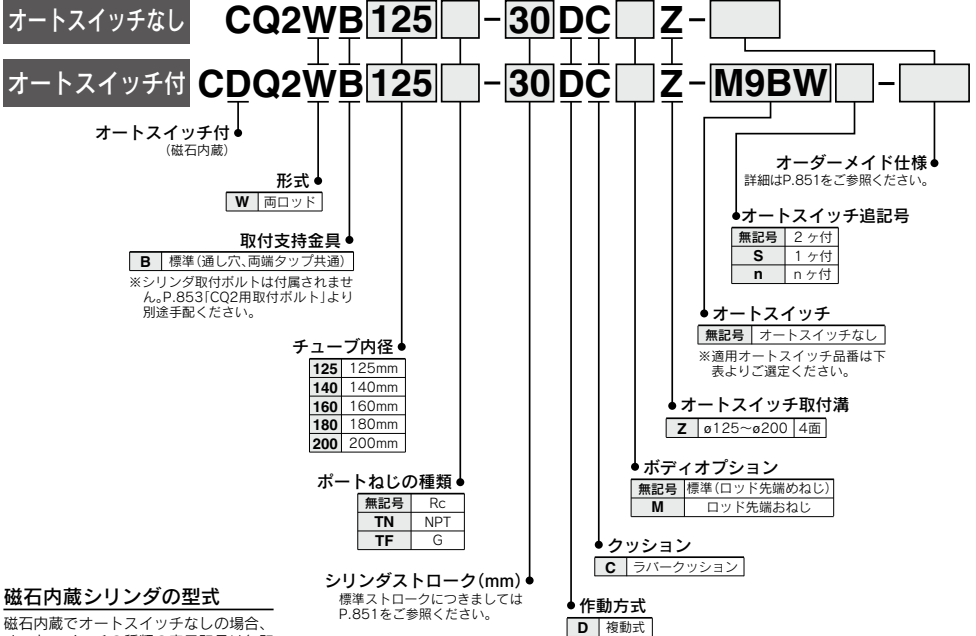 オートスイッチなし CQ2WB125 - 30DC Z -
オートスイッチ付 CDQ2WB125 - 30DC Z - M9BW -
オートスイッチ付
(磁石内蔵)
形式
W 両ロッド
取付支持金具
B 標準(通し穴、両端タップ共通)
※シリンダ取付ボルトは付属されませ
ん。P.853「CQ2用取付ボルト」より
別途手配ください。
チューブ内径
125 125mm
140 140mm
160 160mm
180 180mm
200 200mm
ポートねじの種類
無記号 Rc
TN NPT
TF G
シリンダストローク(mm)
標準ストロークにつきましては
P.851をご参照ください。
オーダーメイド仕様
詳細はP.851をご参照ください。
オートスイッチ追記号
無記号 2ヶ付
S 1ヶ付
n nヶ付
オートスイッチ
無記号 オートスイッチなし
※適用オートスイッチ品番は下
表よりご選定ください。
オートスイッチ取付溝
Z ø125〜ø200 4面
ボディオプション
無記号 標準(ロッド先端めねじ)
M ロッド先端おねじ
クッション
C ラバークッション
作動方式
D 複動式
磁石内蔵シリンダの型式
磁石内蔵でオートスイッチなしの場合、